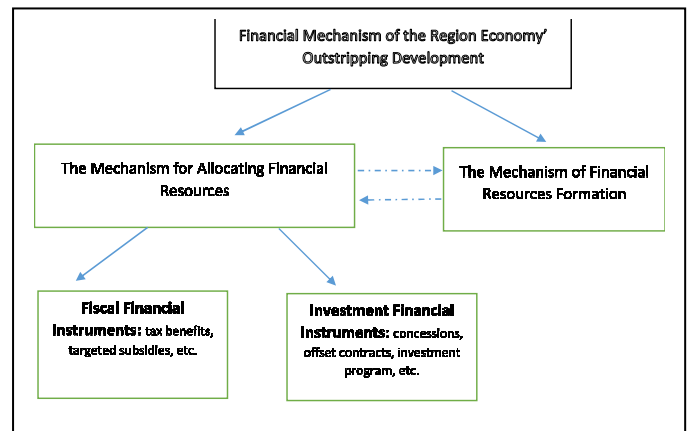 Financial Mechanism of the Region Economy'
Outstripping Development
The Mechanism for Allocating Financial
Resources
The Mechanism of Financial
Resources Formation
Fiscal Financial
Instruments: tax benefits,
targeted subsidies, etc.
Investment Financial
Instruments: concessions,
offset contracts, investment
program, etc.